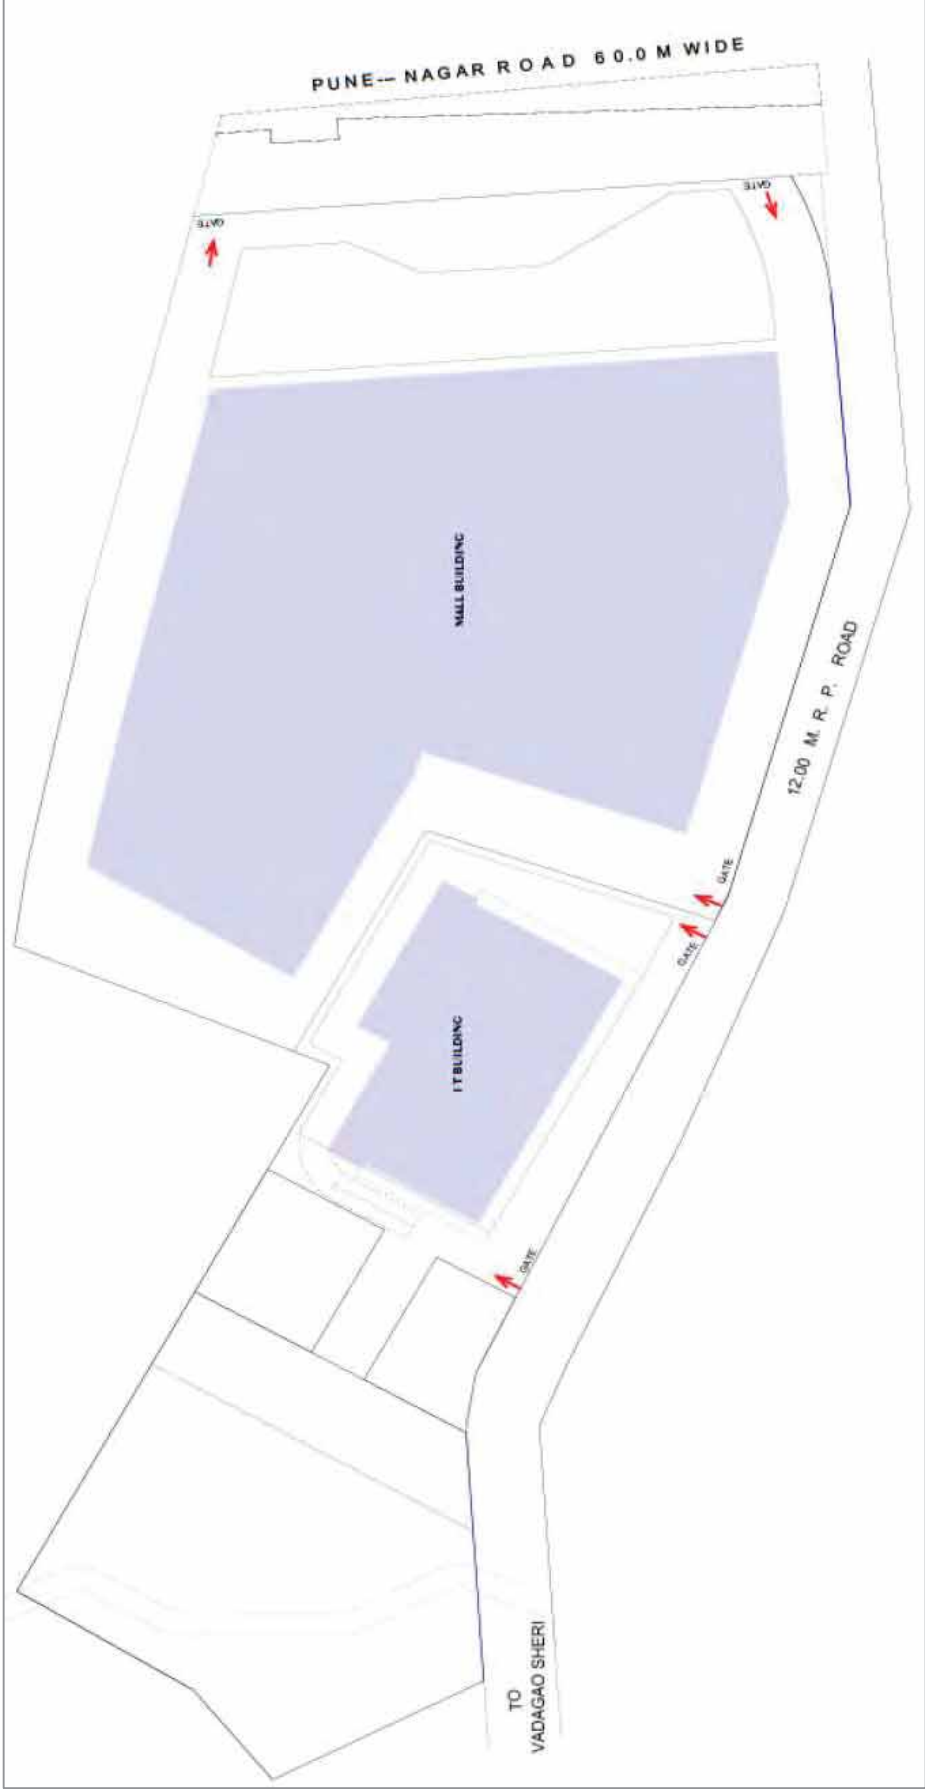 PUNE-- NAGAR ROAD 60.0 M WIDE
GATE
GATE
MALL BUILDING
12.00 M. R. P. ROAD
GATE
GATE
I T BUILDING
GATE
TO
VADAGAO SHERI